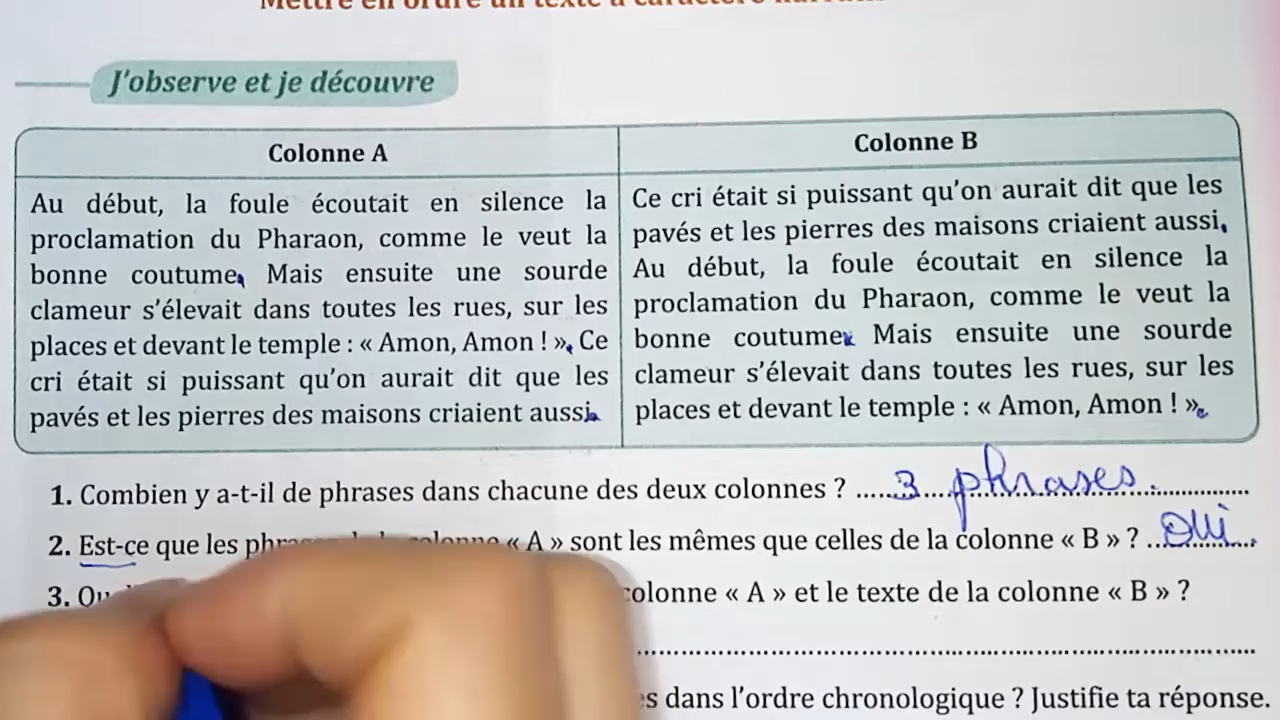 Mettre en ordre un texte à caractère narratif
J'observe et je découvre
Colonne A
Au début, la foule écoutait en silence la
proclamation du Pharaon, comme le veut la
bonne coutume. Mais ensuite une sourde
clameur s'élevait dans toutes les rues, sur les
places et devant le temple : « Amon, Amon ! ». Ce
cri était si puissant qu'on aurait dit que les
pavés et les pierres des maisons criaient aussi.
Colonne B
Ce cri était si puissant qu'on aurait dit que les
pavés et les pierres des maisons criaient aussi.
Au début, la foule écoutait en silence la
proclamation du Pharaon, comme le veut la
bonne coutume. Mais ensuite une sourde
clameur s'élevait dans toutes les rues, sur les
places et devant le temple : « Amon, Amon ! ».
1. Combien y a-t-il de phrases dans chacune des deux colonnes ? ...... 3 phrases.
2. Est-ce que les phrases de la colonne « A » sont les mêmes que celles de la colonne « B » ? ... Oui.
3. colonne « A » et le texte de la colonne « B » ?
dans l'ordre chronologique ? Justifie ta réponse.